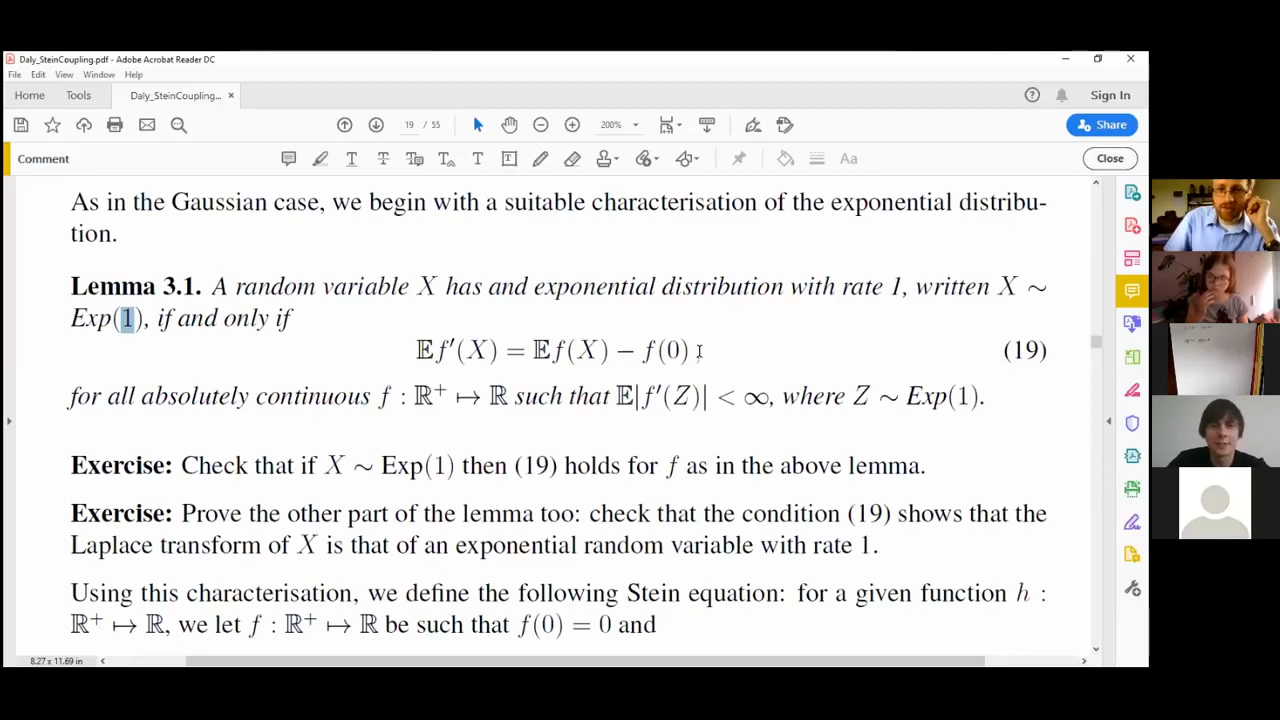 Daly_SteinCoupling.pdf - Adobe Acrobat Reader DC
File Edit View Window Help
Home Tools Daly_SteinCoupling... × Sign In
19 / 55 200% Share
Comment Aa Close
As in the Gaussian case, we begin with a suitable characterisation of the exponential distribu-
tion.
Lemma 3.1. A random variable X has and exponential distribution with rate 1, written X ∼
Exp(1), if and only if
𝔼f′(X) = 𝔼f(X) − f(0) (19)
for all absolutely continuous f : ℝ⁺ ↦ ℝ such that 𝔼|f′(Z)| < ∞, where Z ∼ Exp(1).
Exercise: Check that if X ∼ Exp(1) then (19) holds for f as in the above lemma.
Exercise: Prove the other part of the lemma too: check that the condition (19) shows that the
Laplace transform of X is that of an exponential random variable with rate 1.
Using this characterisation, we define the following Stein equation: for a given function h :
ℝ⁺ ↦ ℝ, we let f : ℝ⁺ ↦ ℝ be such that f(0) = 0 and
8.27 x 11.69 in